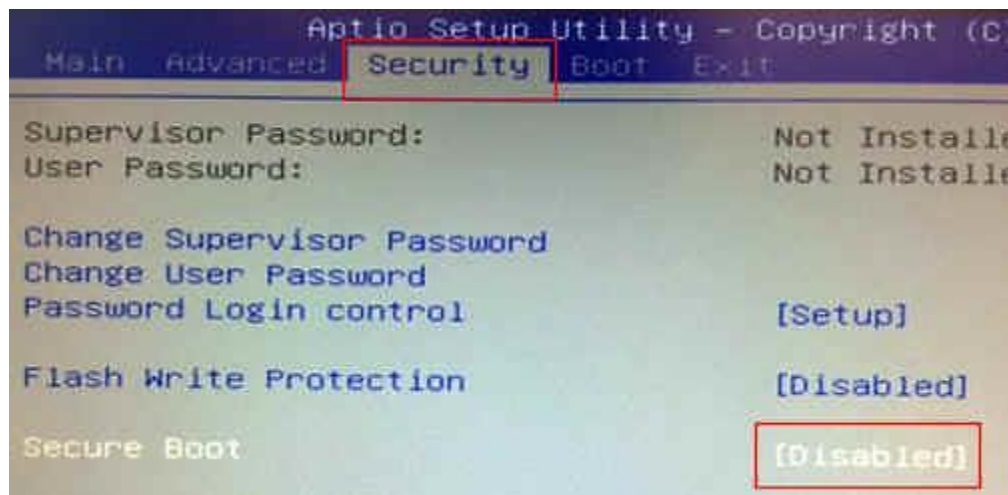 Aptio Setup Utility - Copyright (C
Main Advanced Security Boot Exit
Supervisor Password: Not Installe
User Password: Not Installe
Change Supervisor Password
Change User Password
Password Login control [Setup]
Flash Write Protection [Disabled]
Secure Boot [Disabled]